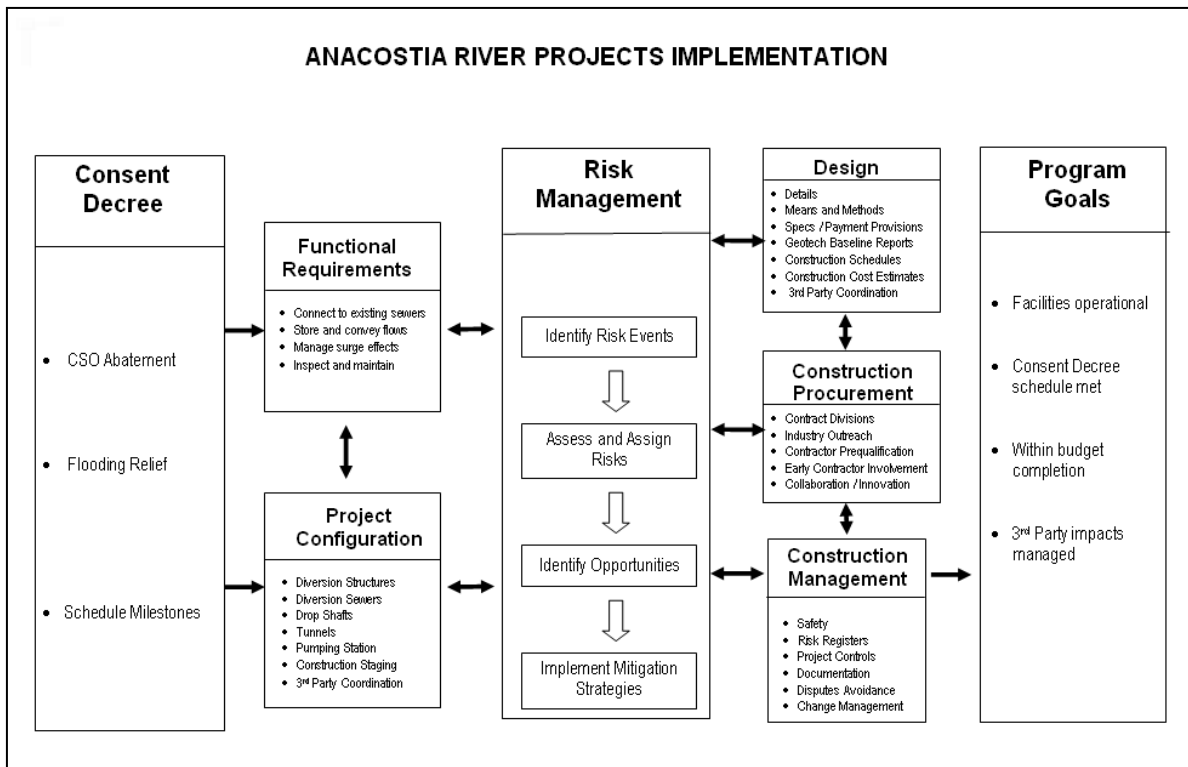 ANACOSTIA RIVER PROJECTS IMPLEMENTATION
Consent
Decree
• CSO Abatement
• Flooding Relief
• Schedule Milestones
Functional
Requirements
• Connect to existing sewers
• Store and convey flows
• Manage surge effects
• Inspect and maintain
Project
Configuration
• Diversion Structures
• Diversion Sewers
• Drop Shafts
• Tunnels
• Pumping Station
• Construction Staging
• 3rd Party Coordination
Risk
Management
Identify Risk Events
Assess and Assign
Risks
Identify Opportunities
Implement Mitigation
Strategies
Design
• Details
• Means and Methods
• Specs /Payment Provisions
• Geotech Baseline Reports
• Construction Schedules
• Construction Cost Estimates
• 3rd Party Coordination
Construction
Procurement
• Contract Divisions
• Industry Outreach
• Contractor Prequalification
• Early Contractor Involvement
• Collaboration /Innovation
Construction
Management
• Safety
• Risk Registers
• Project Controls
• Documentation
• Disputes Avoidance
• Change Management
Program
Goals
• Facilities operational
• Consent Decree
schedule met
• Within budget
completion
• 3rd Party impacts
managed